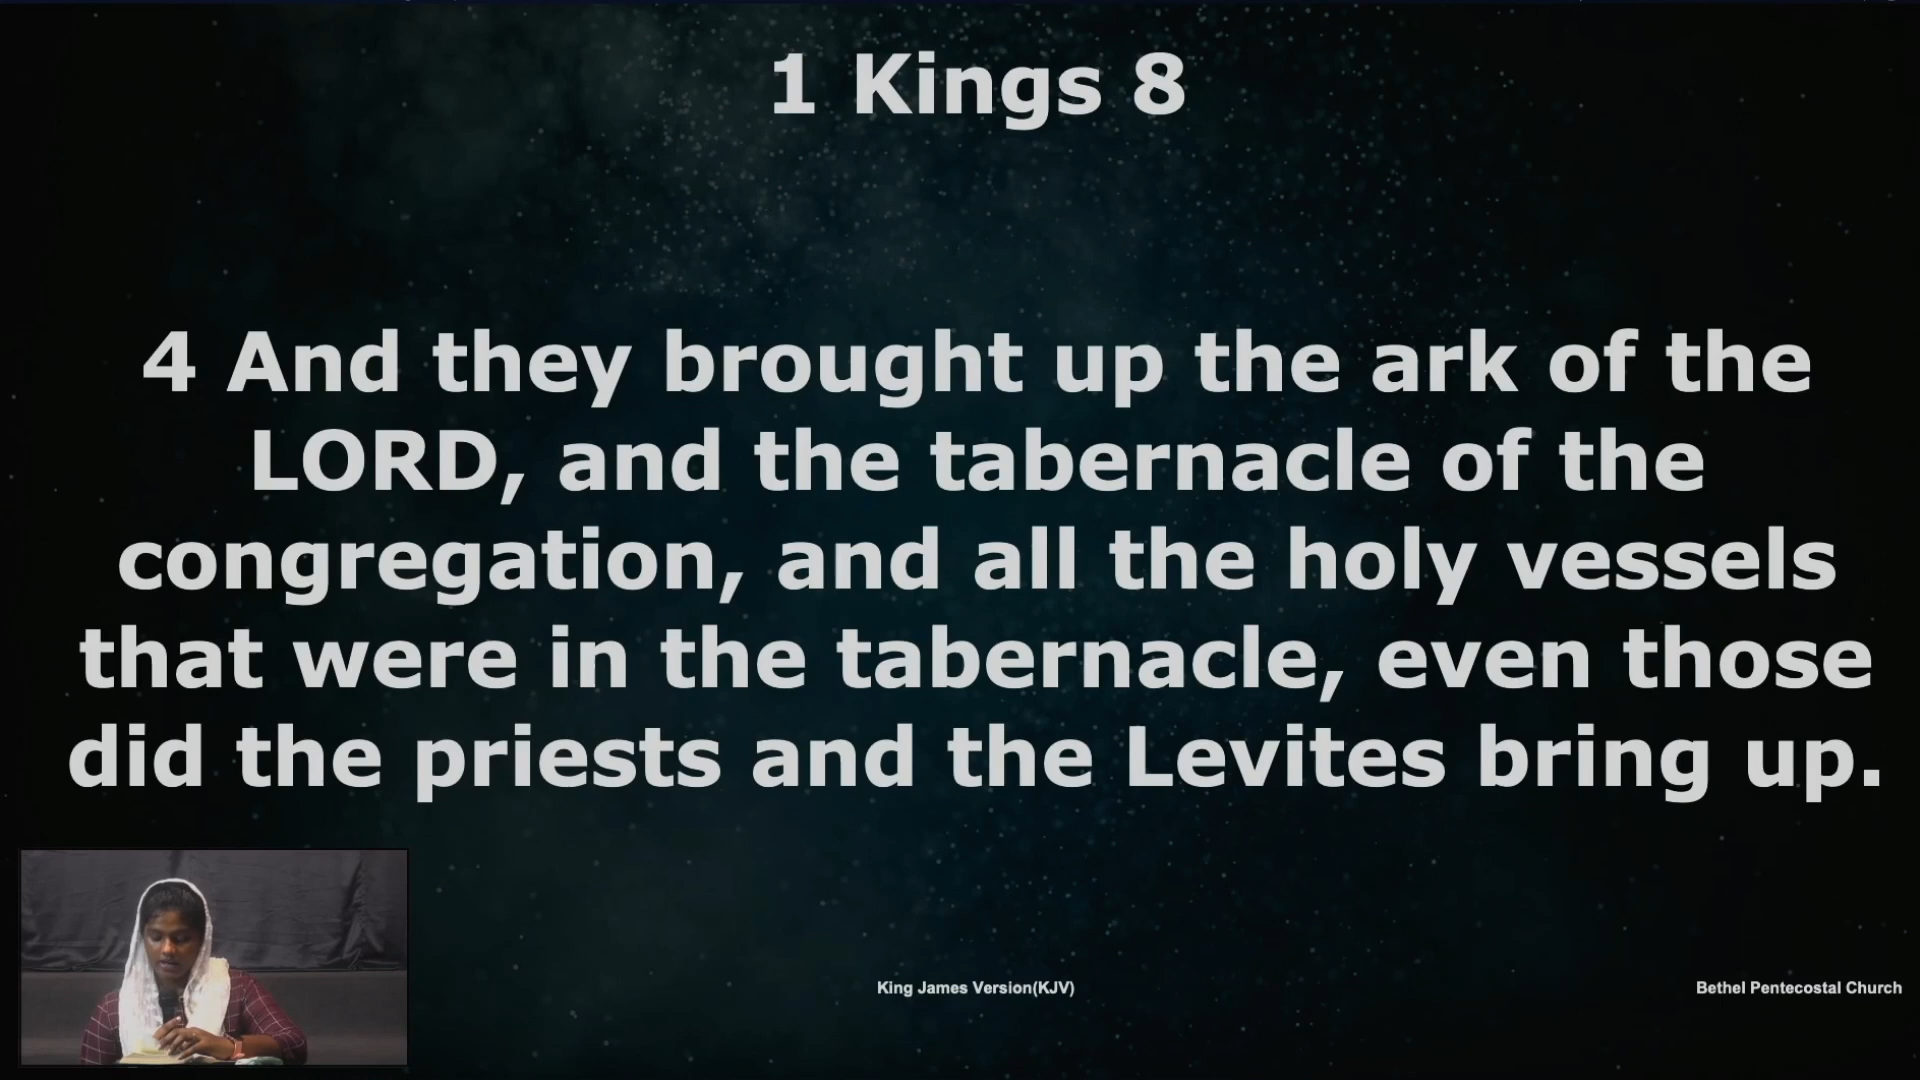 1 Kings 8
4 And they brought up the ark of the
LORD, and the tabernacle of the
congregation, and all the holy vessels
that were in the tabernacle, even those
did the priests and the Levites bring up.
King James Version(KJV)
Bethel Pentecostal Church